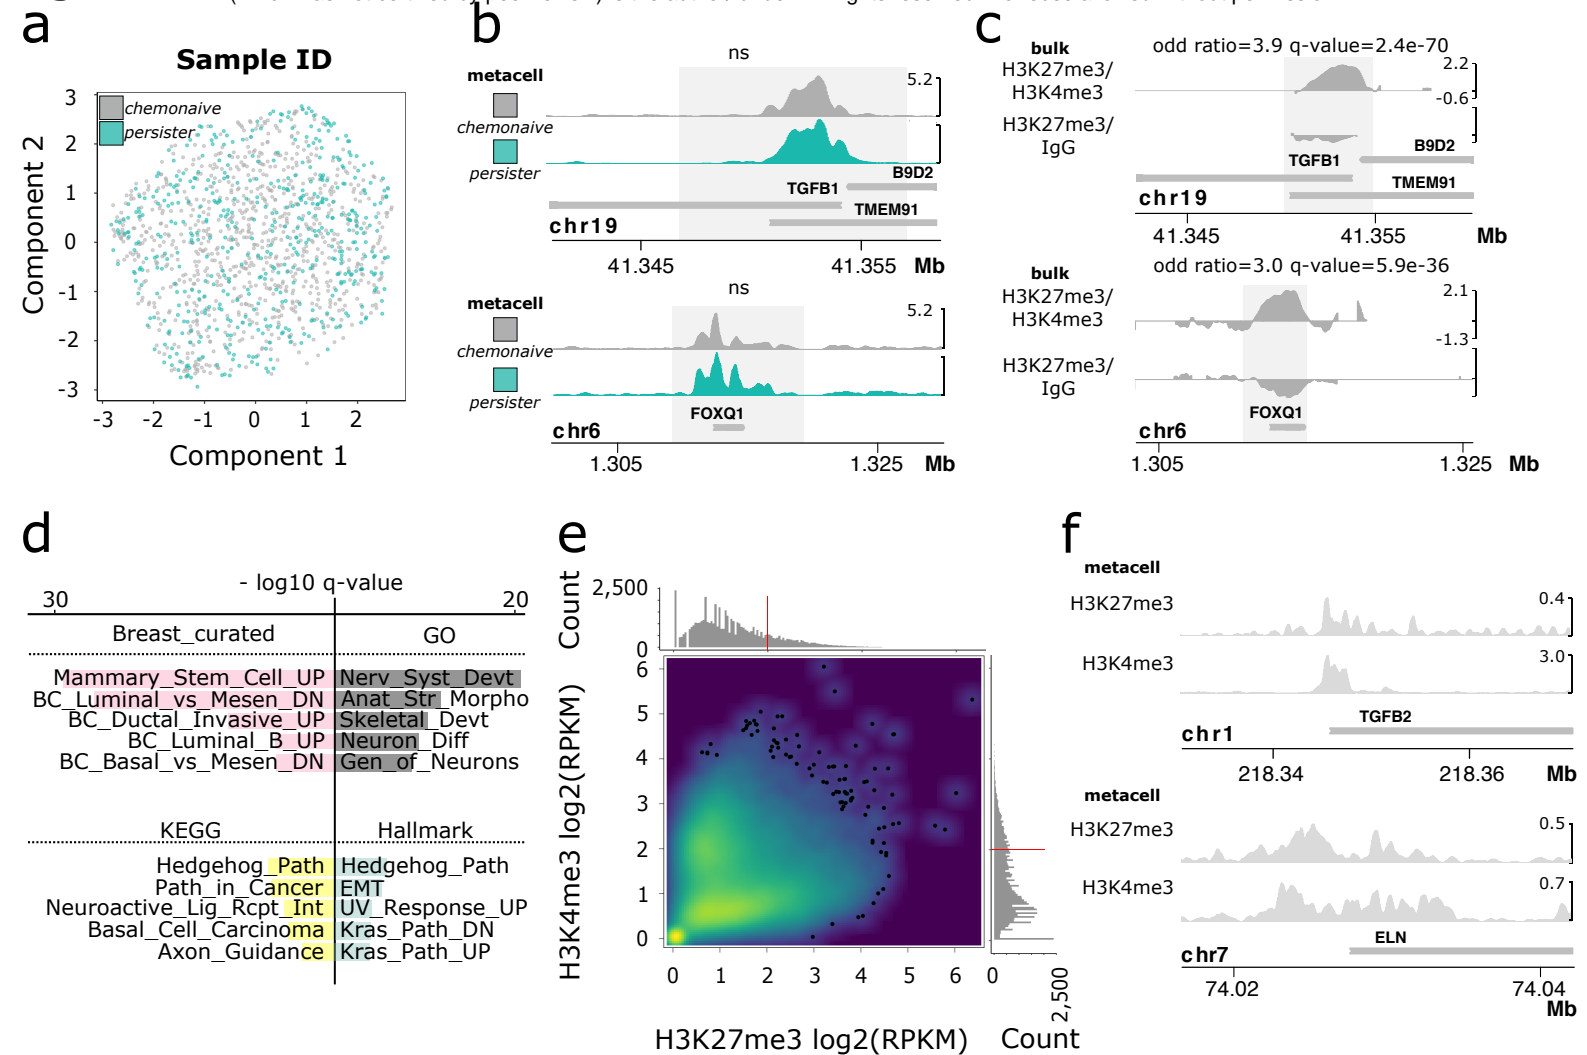 a
Sample ID
chemonaive
persister
3
2
1
0
-1
-2
-3
-3
-2
-1
0
1
2
Component 2
Component 1
b
ns
metacell
5.2
chemonaive
persister
B9D2
TGFB1
TMEM91
chr19
41.345
41.355
Mb
ns
metacell
5.2
chemonaive
persister
FOXQ1
chr6
1.305
1.325
Mb
c
odd ratio=3.9 q-value=2.4e-70
bulk
H3K27me3/
H3K4me3
2.2
-0.6
H3K27me3/
IgG
B9D2
TGFB1
TMEM91
chr19
41.345
41.355
Mb
odd ratio=3.0 q-value=5.9e-36
bulk
H3K27me3/
H3K4me3
2.1
-1.3
H3K27me3/
IgG
FOXQ1
chr6
1.305
1.325
Mb
d
- log10 q-value
30
20
Breast_curated
GO
Mammary_Stem_Cell_UP
Nerv_Syst_Devt
BC_Luminal_vs_Mesen_DN
Anat_Str_Morpho
BC_Ductal_Invasive_UP
Skeletal_Devt
BC_Luminal_B_UP
Neuron_Diff
BC_Basal_vs_Mesen_DN
Gen_of_Neurons
KEGG
Hallmark
Hedgehog_Path
Hedgehog_Path
Path_in_Cancer
EMT
Neuroactive_Lig_Rcpt_Int
UV_Response_UP
Basal_Cell_Carcinoma
Kras_Path_DN
Axon_Guidance
Kras_Path_UP
e
Count
2,500
0
6
5
4
3
2
1
0
H3K4me3 log2(RPKM)
0
1
2
3
4
5
6
0
2,500
H3K27me3 log2(RPKM)
Count
f
metacell
H3K27me3
0.4
H3K4me3
3.0
TGFB2
chr1
218.34
218.36
Mb
metacell
H3K27me3
0.5
H3K4me3
0.7
ELN
chr7
74.02
74.04
Mb